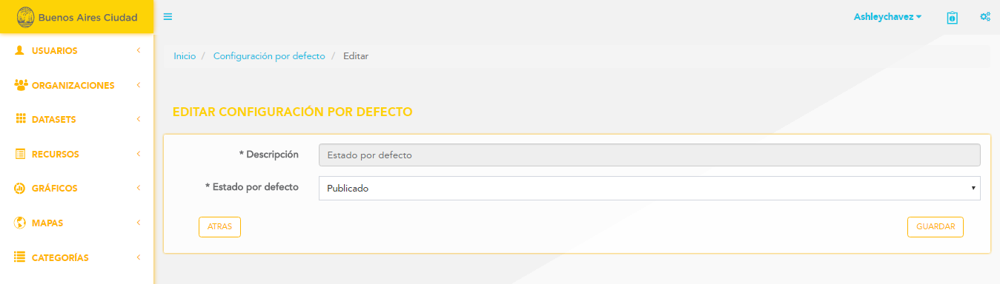 Buenos Aires Ciudad
Ashleychavez
USUARIOS
ORGANIZACIONES
DATASETS
RECURSOS
GRÁFICOS
MAPAS
CATEGORÍAS
Inicio / Configuración por defecto / Editar
EDITAR CONFIGURACIÓN POR DEFECTO
* Descripción Estado por defecto
* Estado por defecto Publicado
ATRAS GUARDAR